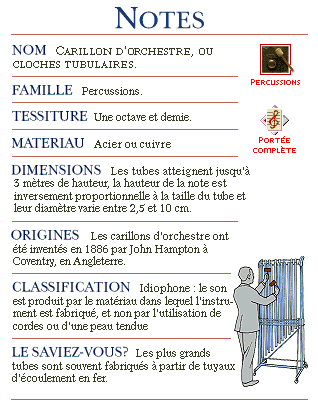 NOTES
NOM CARILLON D'ORCHESTRE, OU
CLOCHES TUBULAIRES.
PERCUSSIONS
FAMILLE Percussions.
TESSITURE Une octave et demie.
PORTÉE
COMPLÈTE
MATERIAU Acier ou cuivre
DIMENSIONS Les tubes atteignent jusqu'à
3 mètres de hauteur, la hauteur de la note est
inversement proportionnelle à la taille du tube et
leur diamètre varie entre 2,5 et 10 cm.
ORIGINES Les carillons d'orchestre ont
été inventés en 1886 par John Hampton à
Coventry, en Angleterre.
CLASSIFICATION Idiophone : le son
est produit par le matériau dans lequel l'instru-
ment est fabriqué, et non par l'utilisation de
cordes ou d'une peau tendue
LE SAVIEZ-VOUS? Les plus grands
tubes sont souvent fabriqués à partir de tuyaux
d'écoulement en fer.